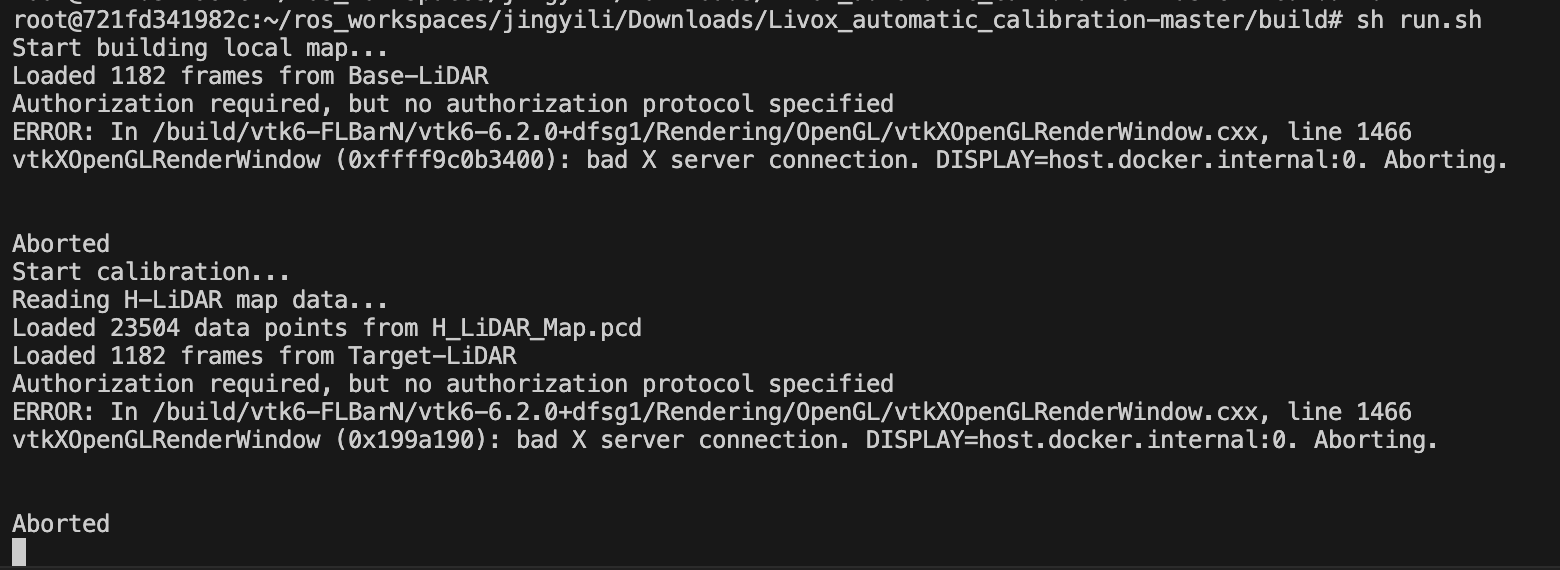 root@721fd341982c:~/ros_workspaces/jingyili/Downloads/Livox_automatic_calibration-master/build# sh run.sh
Start building local map...
Loaded 1182 frames from Base-LiDAR
Authorization required, but no authorization protocol specified
ERROR: In /build/vtk6-FLBarN/vtk6-6.2.0+dfsg1/Rendering/OpenGL/vtkXOpenGLRenderWindow.cxx, line 1466
vtkXOpenGLRenderWindow (0xffff9c0b3400): bad X server connection. DISPLAY=host.docker.internal:0. Aborting.
Aborted
Start calibration...
Reading H-LiDAR map data...
Loaded 23504 data points from H_LiDAR_Map.pcd
Loaded 1182 frames from Target-LiDAR
Authorization required, but no authorization protocol specified
ERROR: In /build/vtk6-FLBarN/vtk6-6.2.0+dfsg1/Rendering/OpenGL/vtkXOpenGLRenderWindow.cxx, line 1466
vtkXOpenGLRenderWindow (0x199a190): bad X server connection. DISPLAY=host.docker.internal:0. Aborting.
Aborted